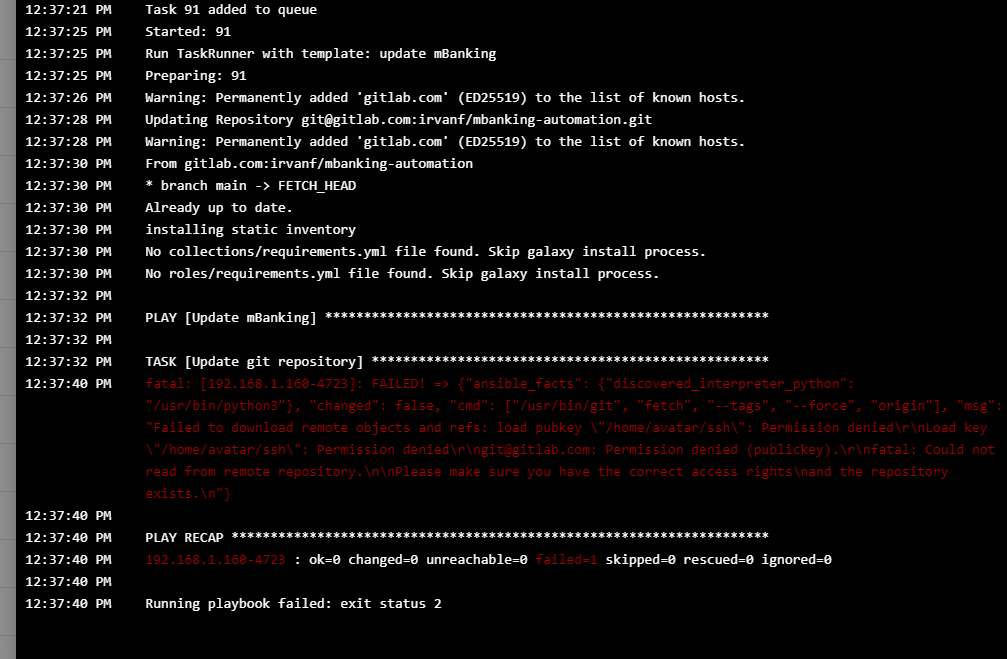 12:37:21 PM Task 91 added to queue
12:37:25 PM Started: 91
12:37:25 PM Run TaskRunner with template: update mBanking
12:37:25 PM Preparing: 91
12:37:26 PM Warning: Permanently added 'gitlab.com' (ED25519) to the list of known hosts.
12:37:28 PM Updating Repository git@gitlab.com:irvanf/mbanking-automation.git
12:37:28 PM Warning: Permanently added 'gitlab.com' (ED25519) to the list of known hosts.
12:37:30 PM From gitlab.com:irvanf/mbanking-automation
12:37:30 PM * branch main -> FETCH_HEAD
12:37:30 PM Already up to date.
12:37:30 PM installing static inventory
12:37:30 PM No collections/requirements.yml file found. Skip galaxy install process.
12:37:30 PM No roles/requirements.yml file found. Skip galaxy install process.
12:37:32 PM
12:37:32 PM PLAY [Update mBanking] *********************************************************
12:37:32 PM
12:37:32 PM TASK [Update git repository] ***************************************************
12:37:40 PM fatal: [192.168.1.160-4723]: FAILED! => {"ansible_facts": {"discovered_interpreter_python":
"/usr/bin/python3"}, "changed": false, "cmd": ["/usr/bin/git", "fetch", "--tags", "--force", "origin"], "msg":
"Failed to download remote objects and refs: load pubkey \"/home/avatar/ssh\": Permission denied\r\nLoad key
\"/home/avatar/ssh\": Permission denied\r\ngit@gitlab.com: Permission denied (publickey).\r\nfatal: Could not
read from remote repository.\n\nPlease make sure you have the correct access rights\nand the repository
exists.\n"}
12:37:40 PM
12:37:40 PM PLAY RECAP *********************************************************************
12:37:40 PM 192.168.1.160-4723 : ok=0 changed=0 unreachable=0 failed=1 skipped=0 rescued=0 ignored=0
12:37:40 PM
12:37:40 PM Running playbook failed: exit status 2